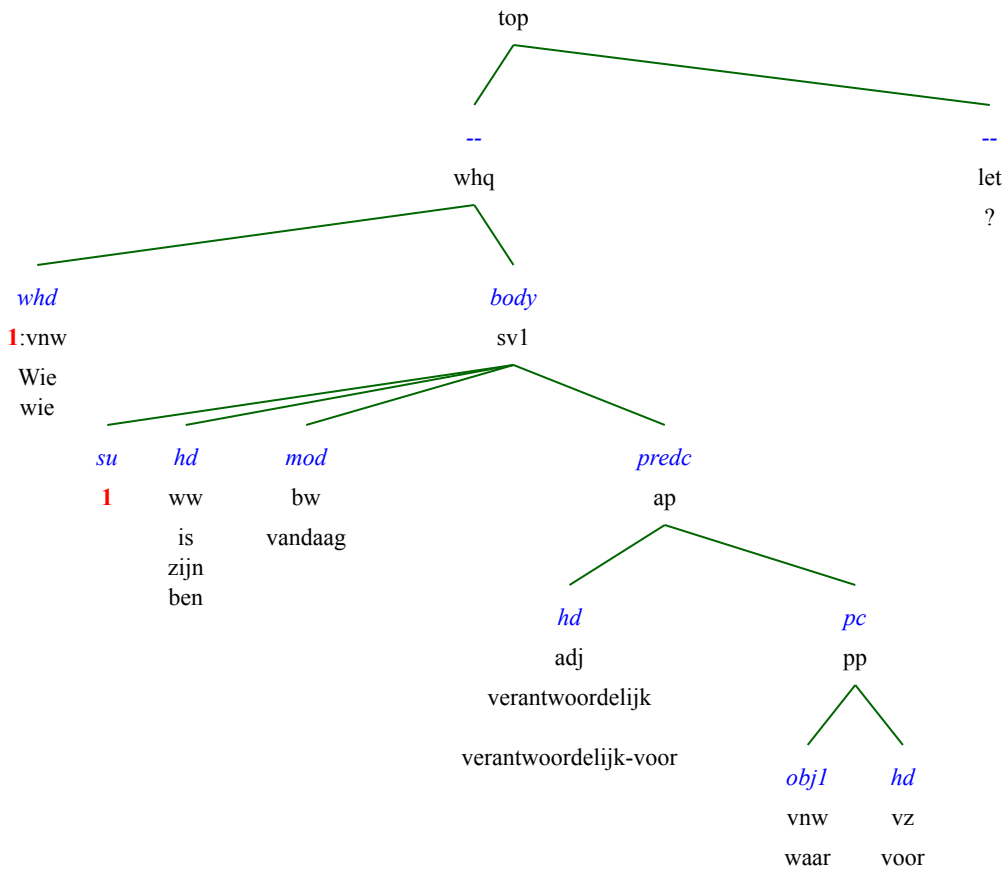 top
-- --
whq let
?
whd body
1:vnw sv1
Wie
wie
su hd mod predc
1 ww bw ap
is vandaag
zijn
ben
hd pc
adj pp
verantwoordelijk
verantwoordelijk-voor
obj1 hd
vnw vz
waar voor